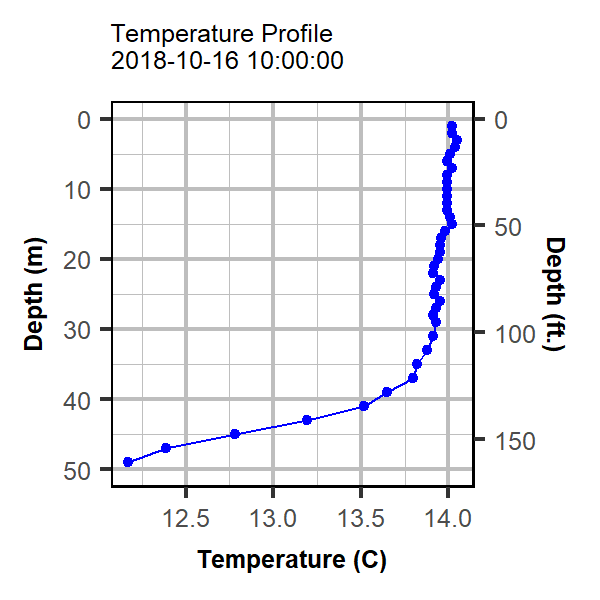 Temperature Profile
2018-10-16 10:00:00
0
10
20
30
40
50
Depth (m)
0
50
100
150
Depth (ft.)
12.5 13.0 13.5 14.0
Temperature (C)